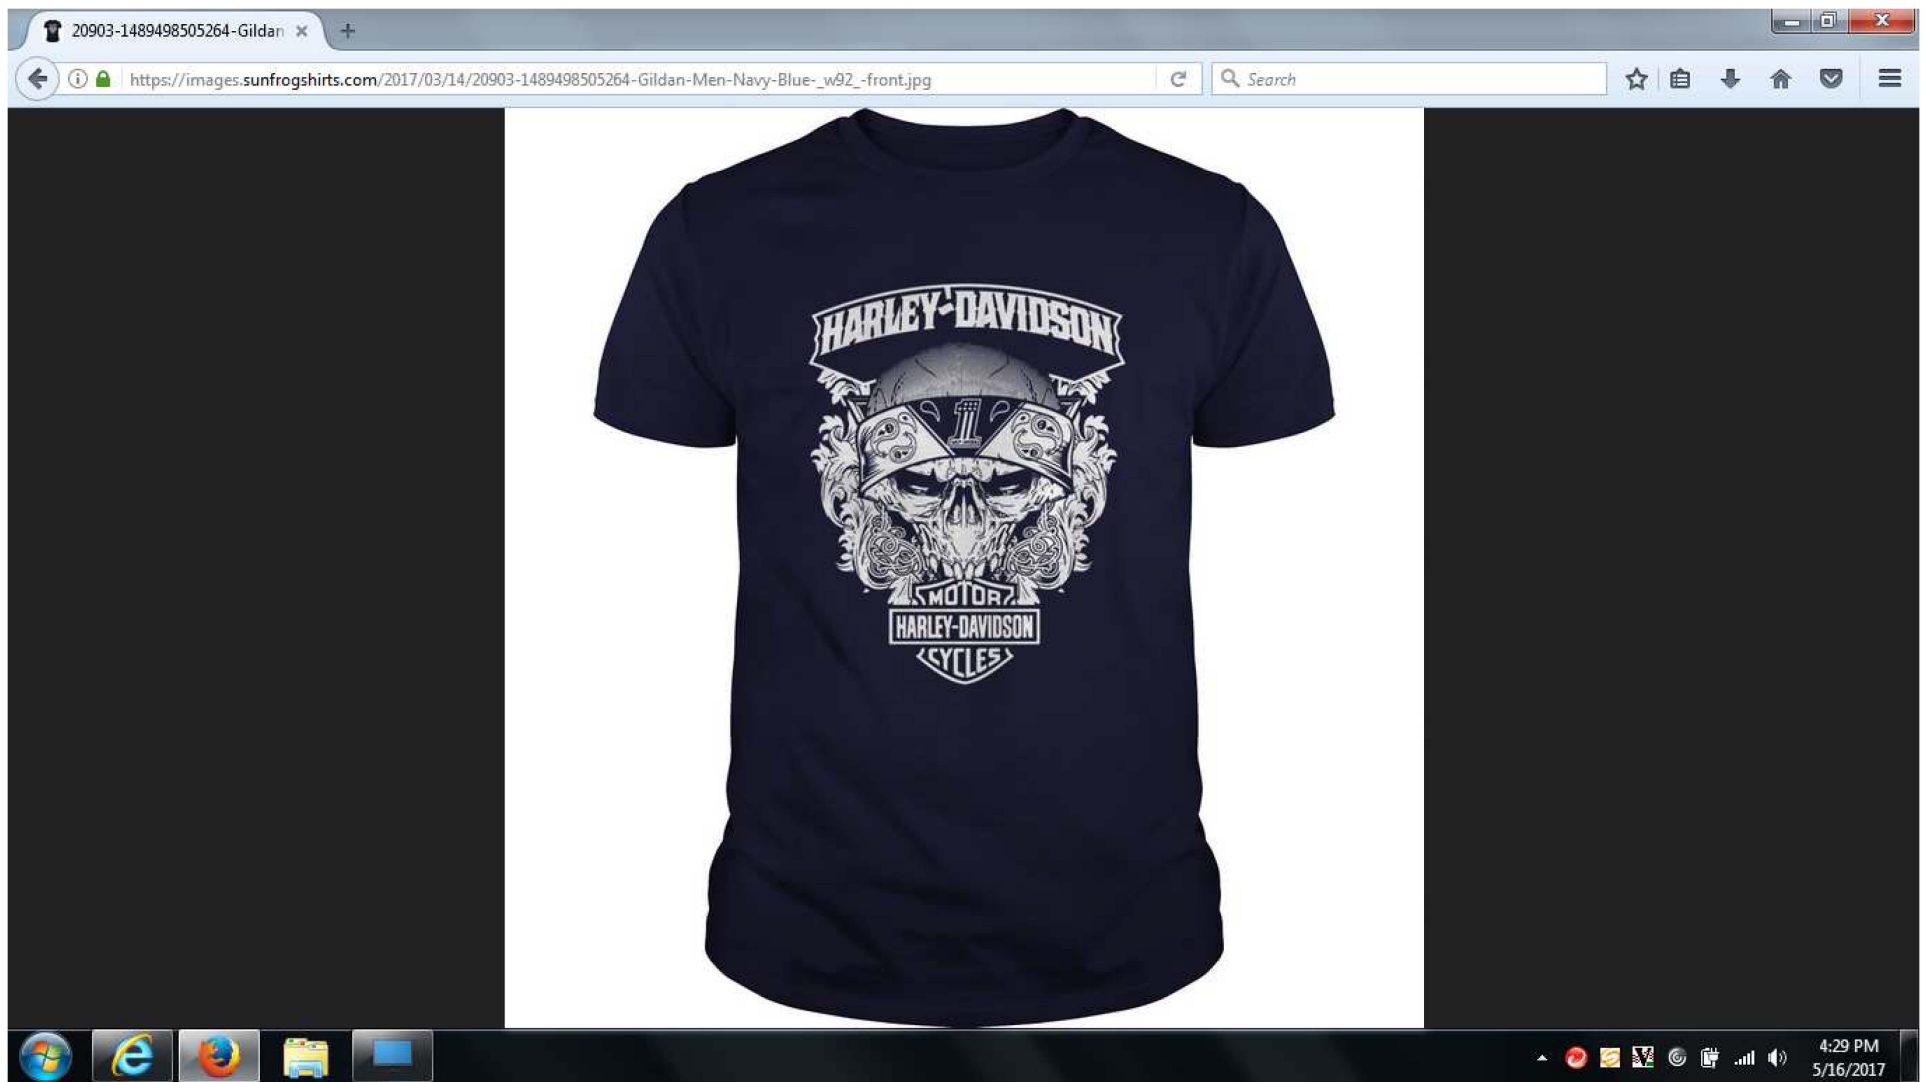 20903-1489498505264-Gildan
https://images.sunfrogshirts.com/2017/03/14/20903-1489498505264-Gildan-Men-Navy-Blue-_w92_-front.jpg
Search
HARLEY-DAVIDSON
1
MOTOR
HARLEY-DAVIDSON
CYCLES
4:29 PM
5/16/2017